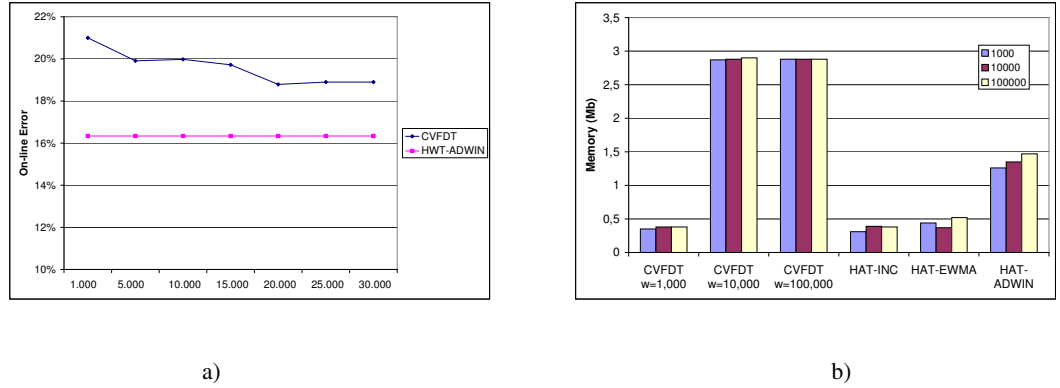 22%
20%
18%
16%
14%
12%
10%
On-line Error
1.000 5.000 10.000 15.000 20.000 25.000 30.000
CVFDT
HWT-ADWIN
a)
3,5
3
2,5
2
1,5
1
0,5
0
Memory (Mb)
1000
10000
100000
CVFDT w=1,000
CVFDT w=10,000
CVFDT w=100,000
HAT-INC
HAT-EWMA
HAT-
ADWIN
b)